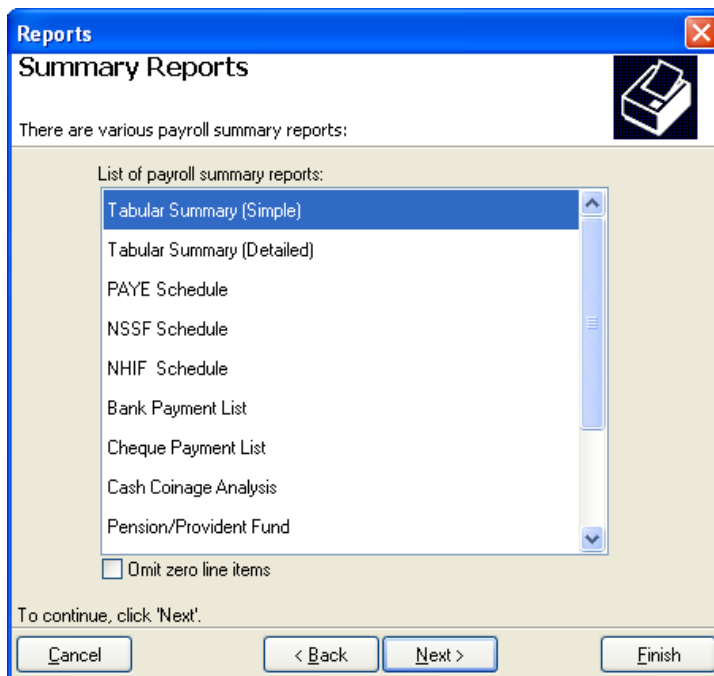 Reports
Summary Reports
There are various payroll summary reports:
List of payroll summary reports:
Tabular Summary (Simple)
Tabular Summary (Detailed)
PAYE Schedule
NSSF Schedule
NHIF  Schedule
Bank Payment List
Cheque Payment List
Cash Coinage Analysis
Pension/Provident Fund
Omit zero line items
To continue, click 'Next'.
Cancel < Back Next > Finish